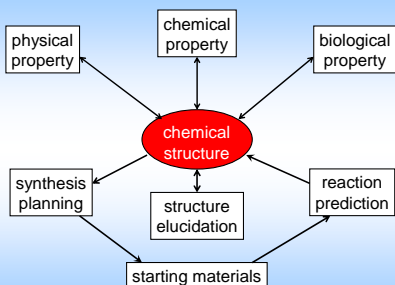 chemical
property
physical
property
biological
property
chemical
structure
synthesis
planning
structure
elucidation
reaction
prediction
starting materials